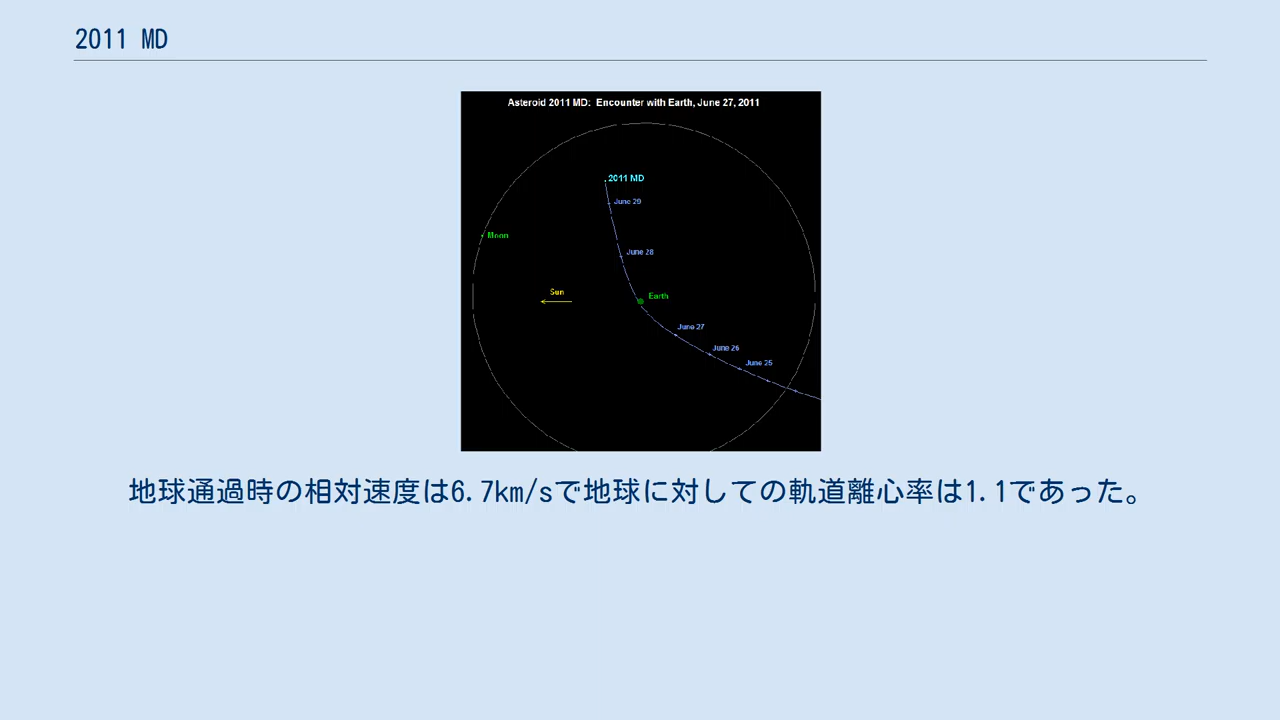 2011 MD
Asteroid 2011 MD: Encounter with Earth, June 27, 2011
2011 MD
June 29
Moon
June 28
Sun
Earth
June 27
June 26
June 25
地球通過時の相対速度は6.7km/sで地球に対しての軌道離心率は1.1であった。